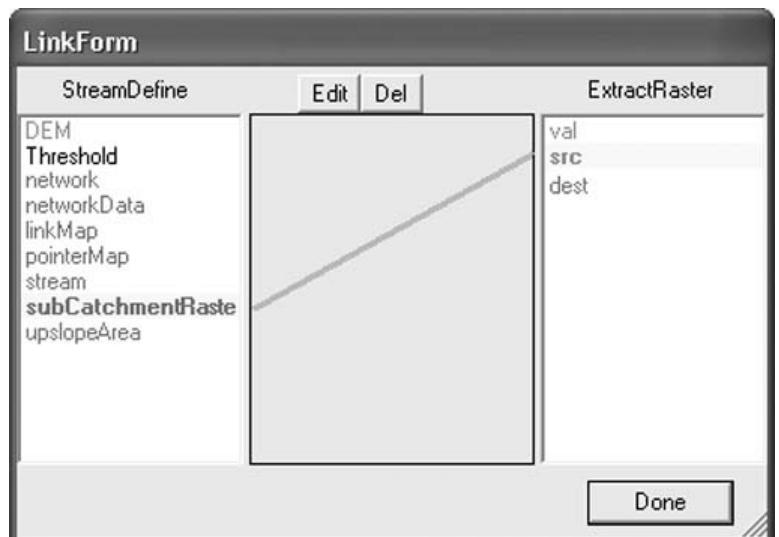 LinkForm
StreamDefine
Edit
Del
ExtractRaster
DEM
Threshold
network
networkData
linkMap
pointerMap
stream
subCatchmentRaste
upslopeArea
val
src
dest
Done